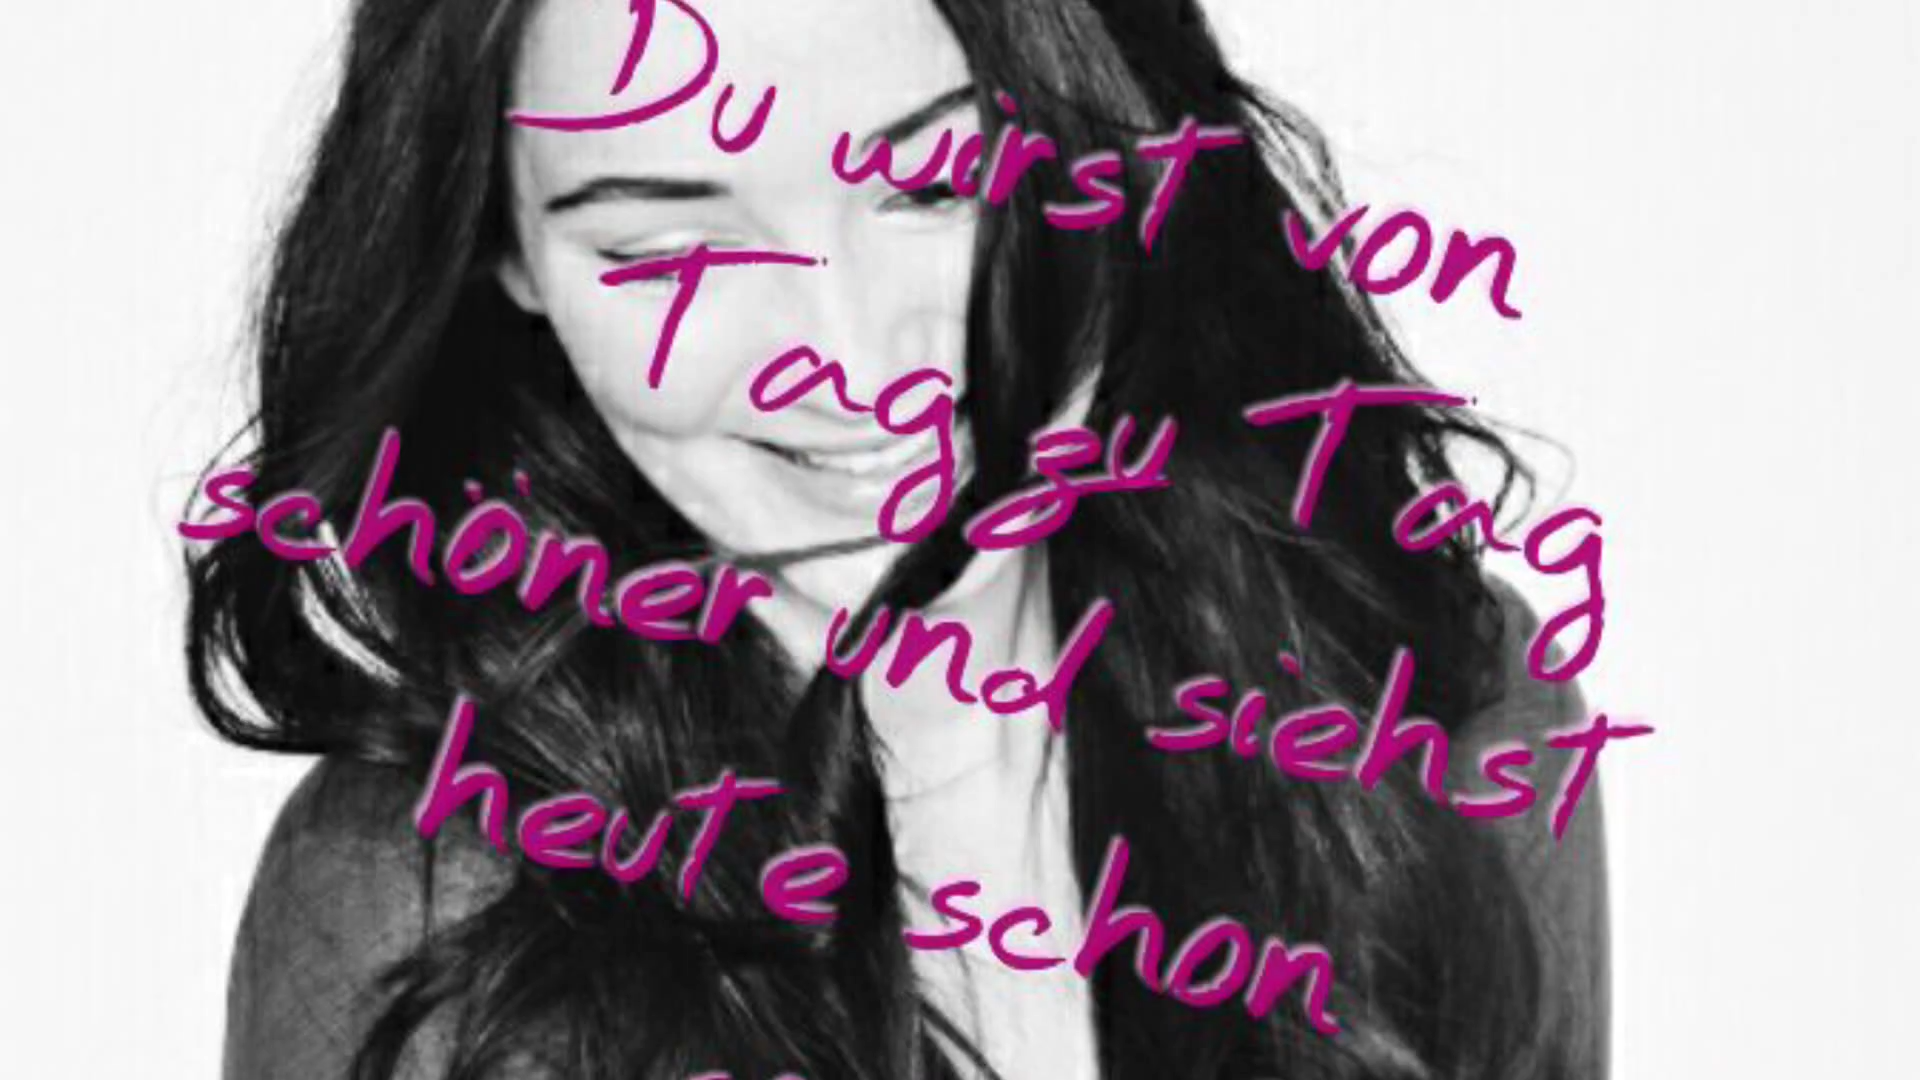 Du wirst von
Tag zu Tag
schöner und siehst
heute schon